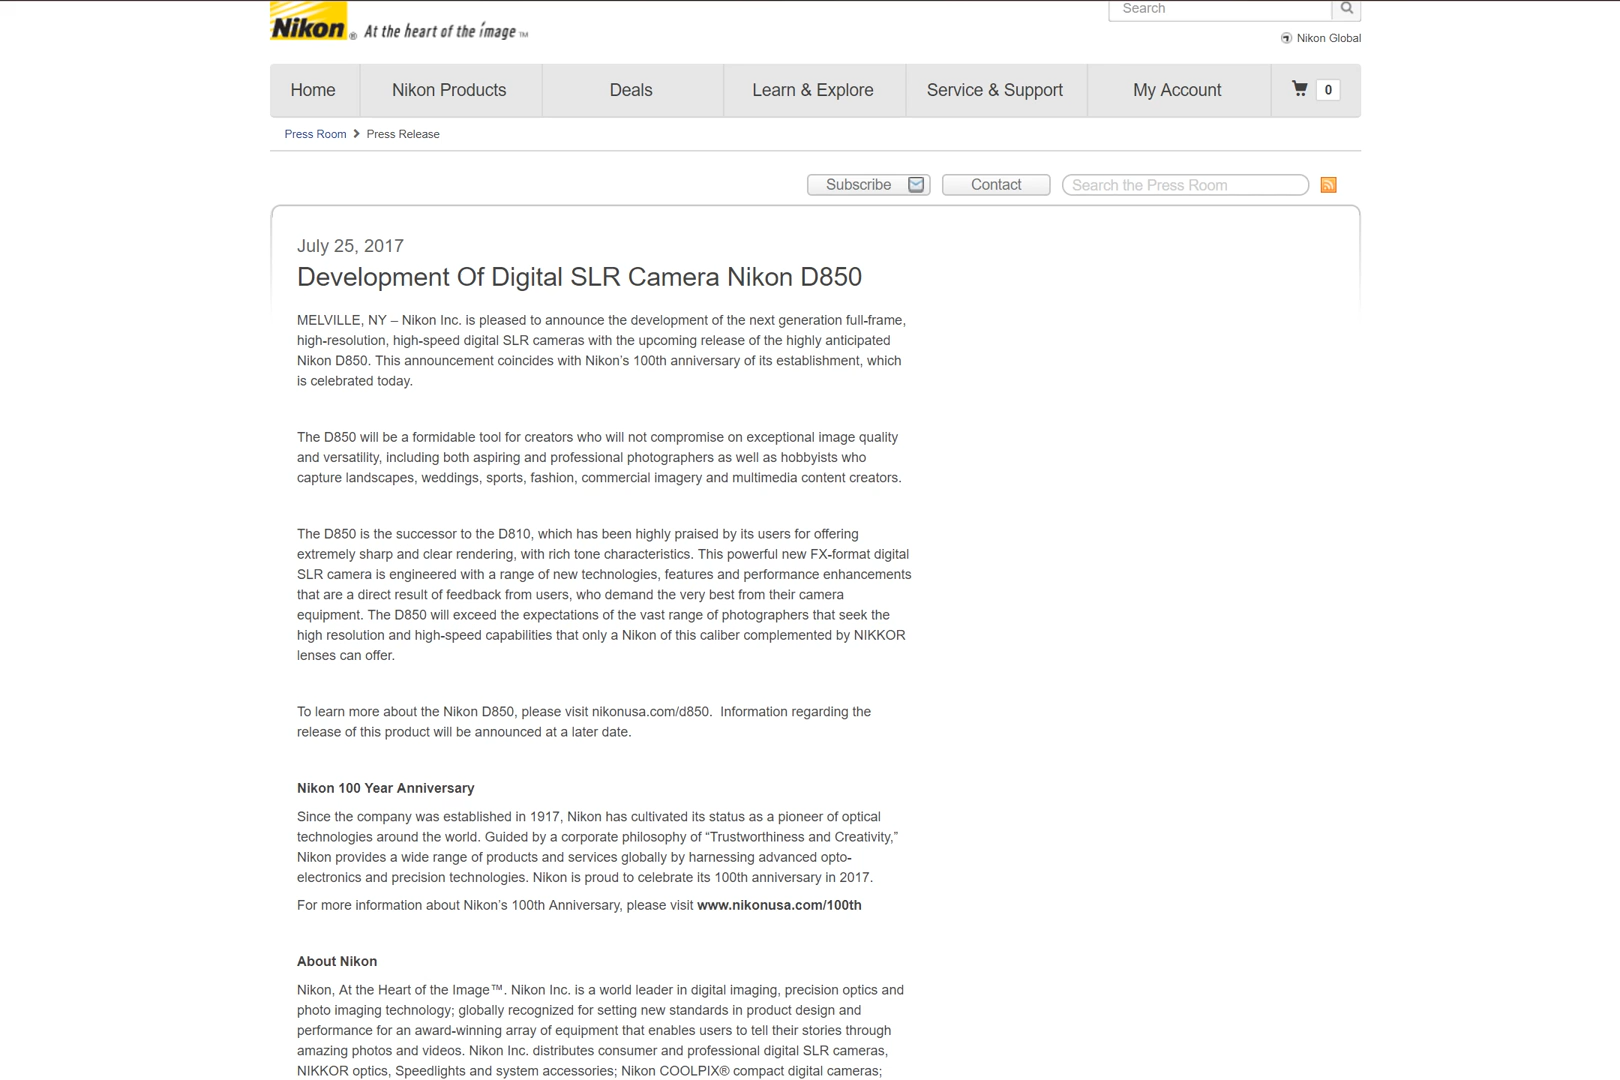 Nikon® At the heart of the image™
Search
Nikon Global
Home Nikon Products Deals Learn & Explore Service & Support My Account 0
Press Room Press Release
Subscribe Contact Search the Press Room
July 25, 2017
Development Of Digital SLR Camera Nikon D850
MELVILLE, NY – Nikon Inc. is pleased to announce the development of the next generation full-frame,
high-resolution, high-speed digital SLR cameras with the upcoming release of the highly anticipated
Nikon D850. This announcement coincides with Nikon’s 100th anniversary of its establishment, which
is celebrated today.
The D850 will be a formidable tool for creators who will not compromise on exceptional image quality
and versatility, including both aspiring and professional photographers as well as hobbyists who
capture landscapes, weddings, sports, fashion, commercial imagery and multimedia content creators.
The D850 is the successor to the D810, which has been highly praised by its users for offering
extremely sharp and clear rendering, with rich tone characteristics. This powerful new FX-format digital
SLR camera is engineered with a range of new technologies, features and performance enhancements
that are a direct result of feedback from users, who demand the very best from their camera
equipment. The D850 will exceed the expectations of the vast range of photographers that seek the
high resolution and high-speed capabilities that only a Nikon of this caliber complemented by NIKKOR
lenses can offer.
To learn more about the Nikon D850, please visit nikonusa.com/d850.  Information regarding the
release of this product will be announced at a later date.
Nikon 100 Year Anniversary
Since the company was established in 1917, Nikon has cultivated its status as a pioneer of optical
technologies around the world. Guided by a corporate philosophy of “Trustworthiness and Creativity,”
Nikon provides a wide range of products and services globally by harnessing advanced opto-
electronics and precision technologies. Nikon is proud to celebrate its 100th anniversary in 2017.
For more information about Nikon’s 100th Anniversary, please visit www.nikonusa.com/100th
About Nikon
Nikon, At the Heart of the Image™. Nikon Inc. is a world leader in digital imaging, precision optics and
photo imaging technology; globally recognized for setting new standards in product design and
performance for an award-winning array of equipment that enables users to tell their stories through
amazing photos and videos. Nikon Inc. distributes consumer and professional digital SLR cameras,
NIKKOR optics, Speedlights and system accessories; Nikon COOLPIX® compact digital cameras;